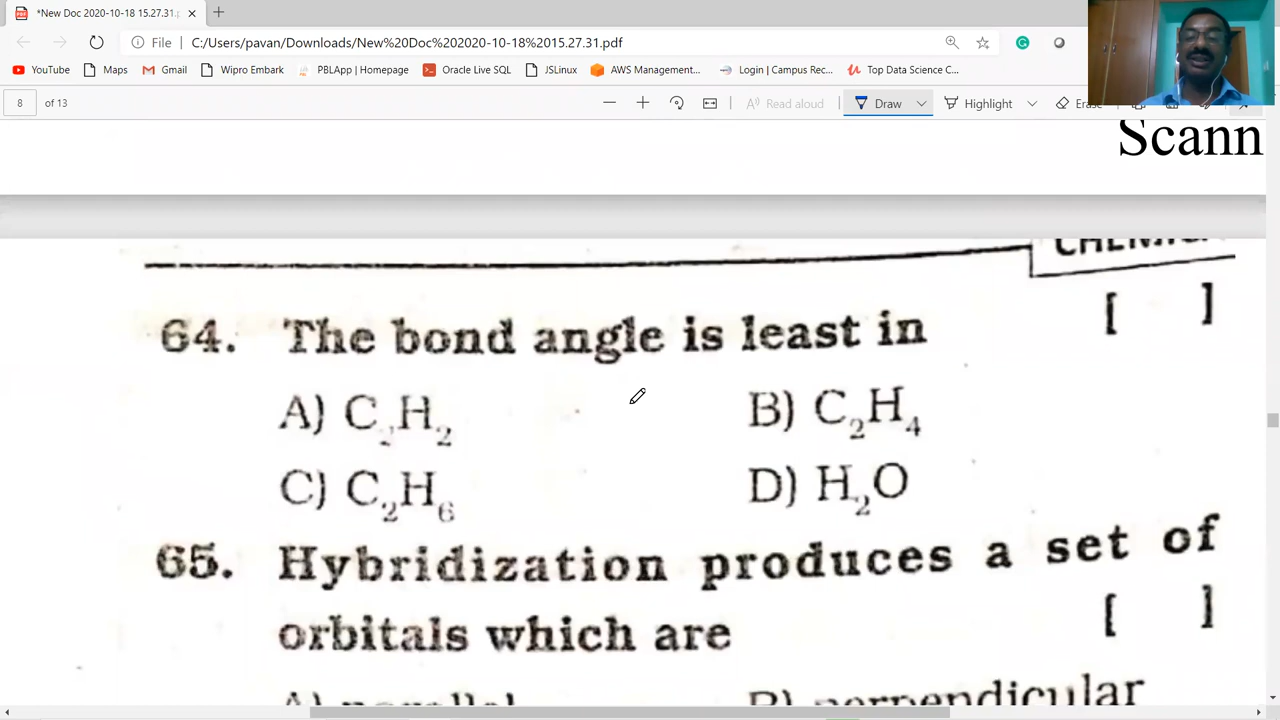 *New Doc 2020-10-18 15.27.31.p
File C:/Users/pavan/Downloads/New%20Doc%202020-10-18%2015.27.31.pdf
YouTube Maps Gmail Wipro Embark PBLApp | Homepage Oracle Live SQL JSLinux AWS Management... Login | Campus Rec... Top Data Science C...
8 of 13 Read aloud Draw Highlight Erase
Scann
CHEMIC
64. The bond angle is least in [ ]
A) C₂H₂ B) C₂H₄
C) C₂H₆ D) H₂O
65. Hybridization produces a set of
orbitals which are [ ]
A) parallel B) perpendicular